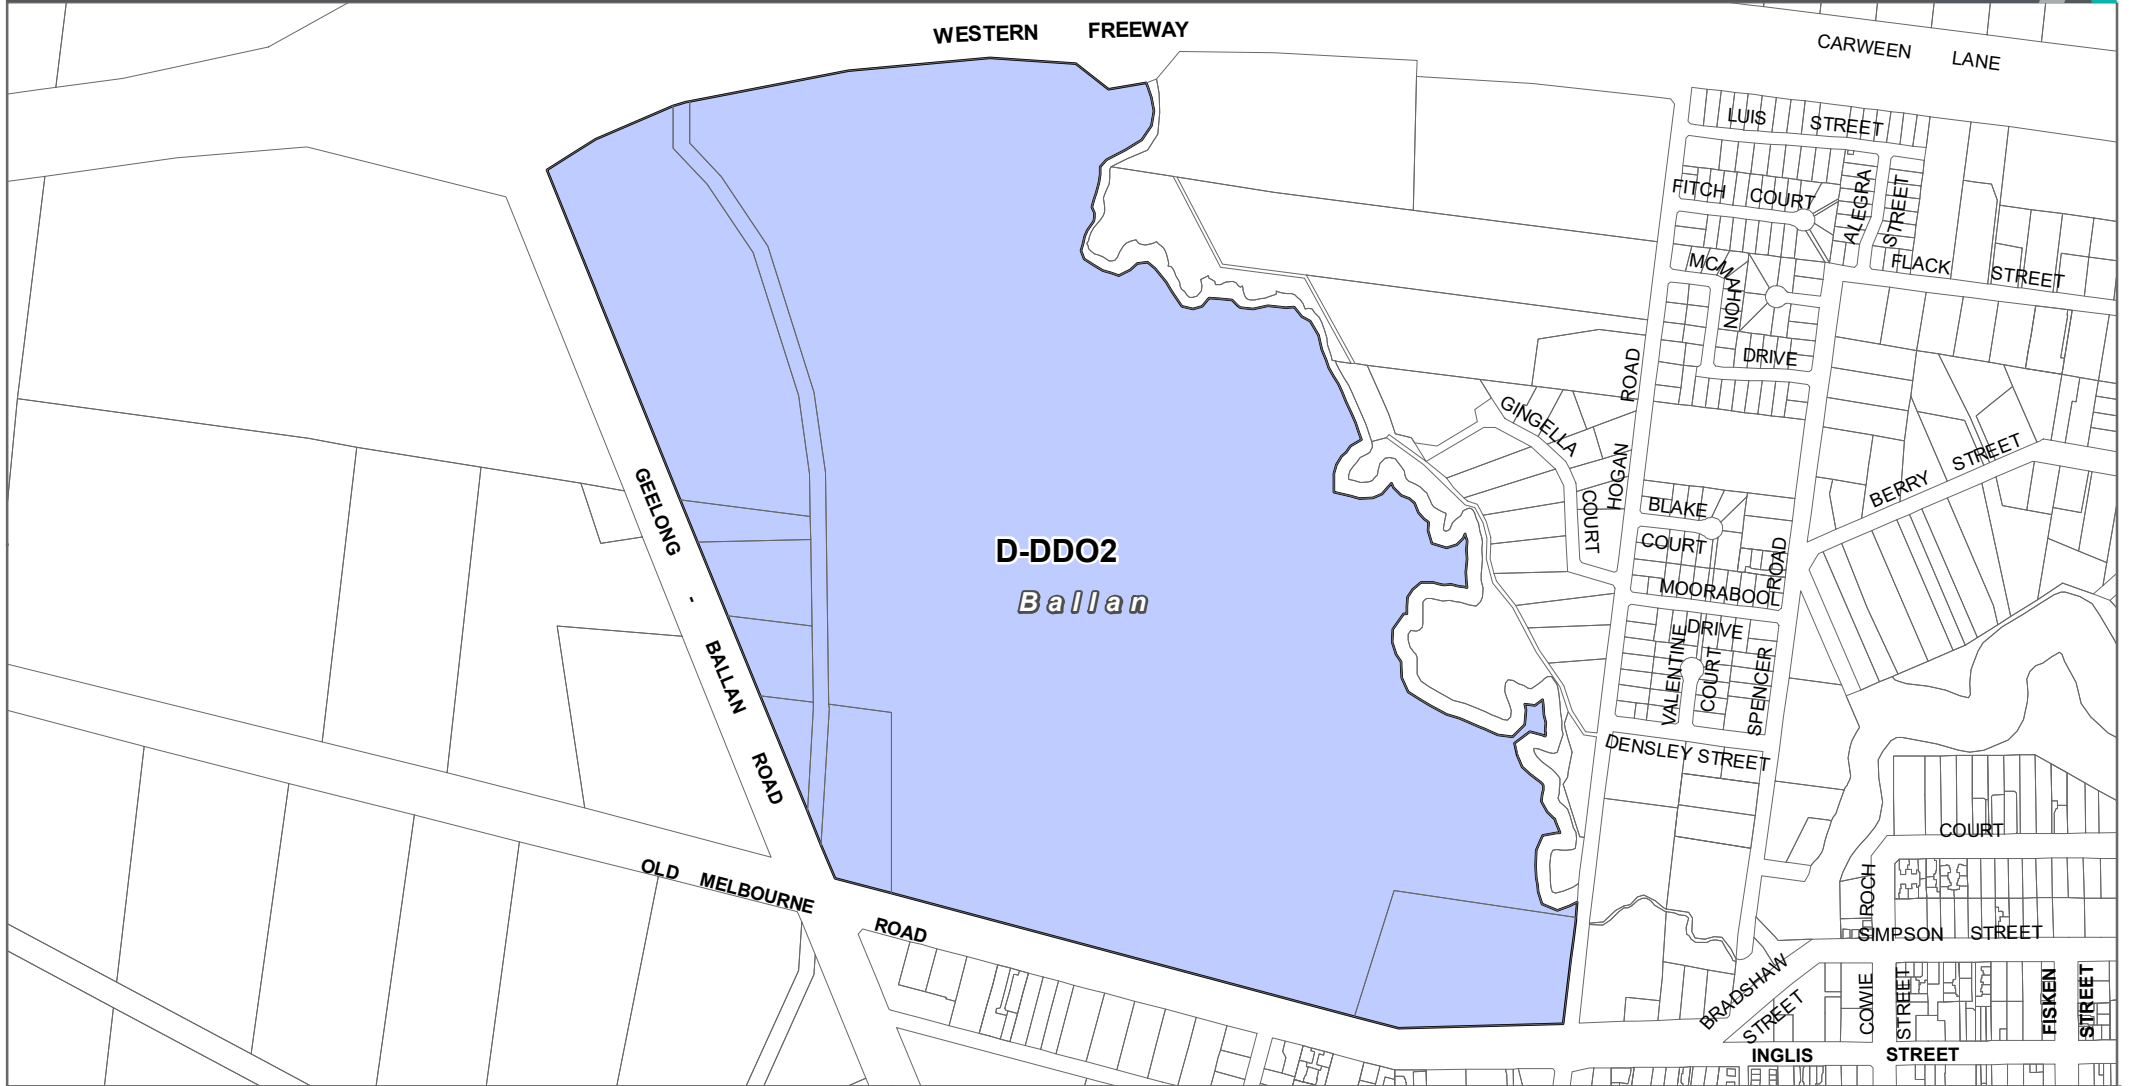 WESTERN FREEWAY
CARWEEN LANE
LUIS STREET
FITCH COURT
ALEGRA STREET
MCMAHON DRIVE
FLACK STREET
GINGELLA COURT
HOGAN ROAD
BERRY STREET
BLAKE COURT
GEELONG - BALLAN ROAD
D-DDO2
Ballan
MOORABOOL DRIVE
VALENTINE COURT
SPENCER ROAD
DENSLEY STREET
COURT
ROCH
OLD MELBOURNE ROAD
SIMPSON STREET
BRADSHAW STREET
COWIE STREET
FISKEN STREET
INGLIS STREET